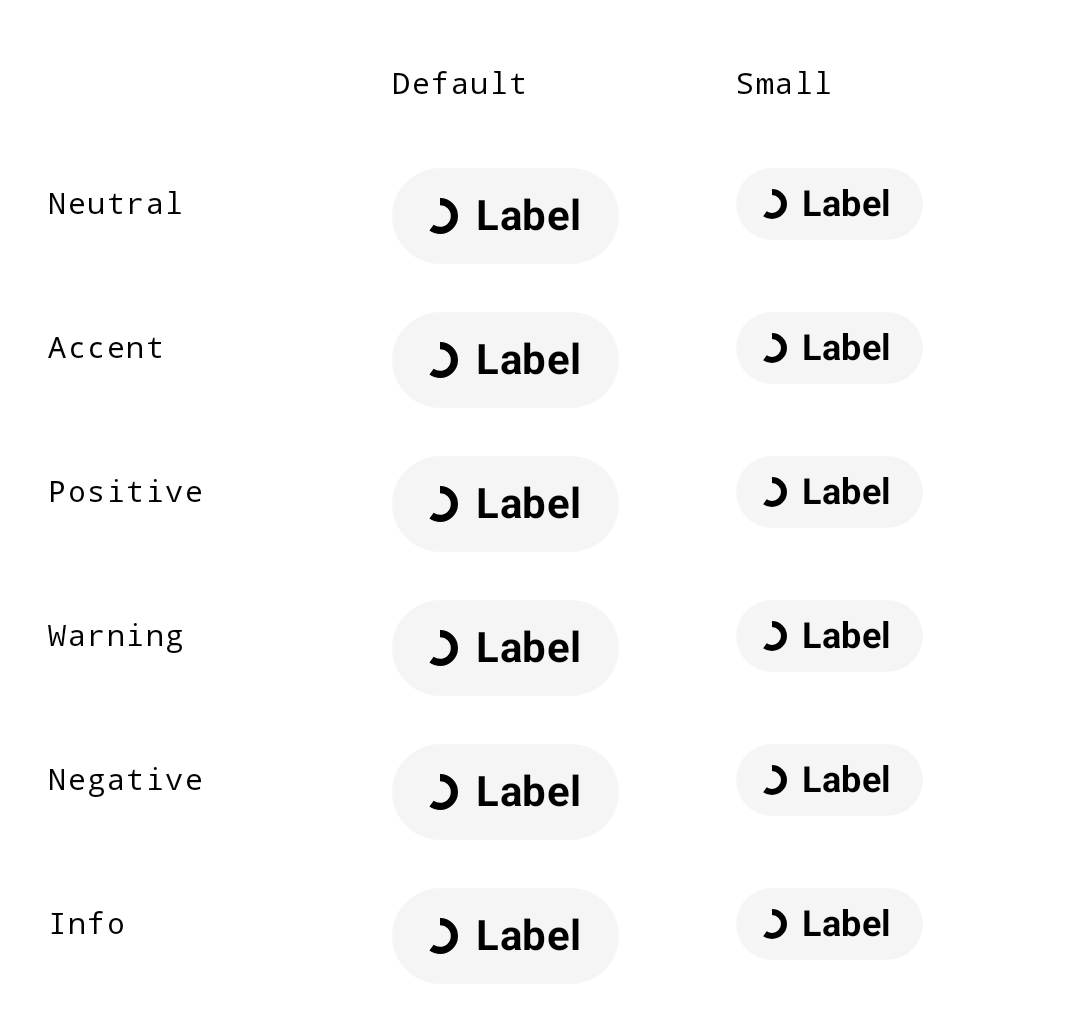 Default Small
Neutral Label Label
Accent Label Label
Positive Label Label
Warning Label Label
Negative Label Label
Info Label Label